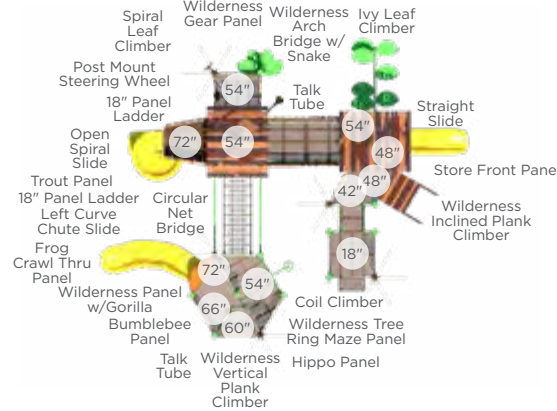 Spiral
Leaf
Climber
Wilderness
Gear Panel
Wilderness
Arch
Bridge w/
Snake
Ivy Leaf
Climber
Post Mount
Steering Wheel
54"
Talk
Tube
18" Panel
Ladder
Straight
Slide
54"
Open
Spiral
Slide
72"
54"
48"
Store Front Pane
Trout Panel
18" Panel Ladder
Left Curve
Chute Slide
Circular
Net
Bridge
42"
48"
Wilderness
Inclined Plank
Climber
Frog
Crawl Thru
Panel
18"
72"
54"
Wilderness Panel
w/Gorilla
Coil Climber
66"
60"
Bumblebee
Panel
Wilderness Tree
Ring Maze Panel
Talk
Tube
Wilderness
Vertical
Plank
Climber
Hippo Panel